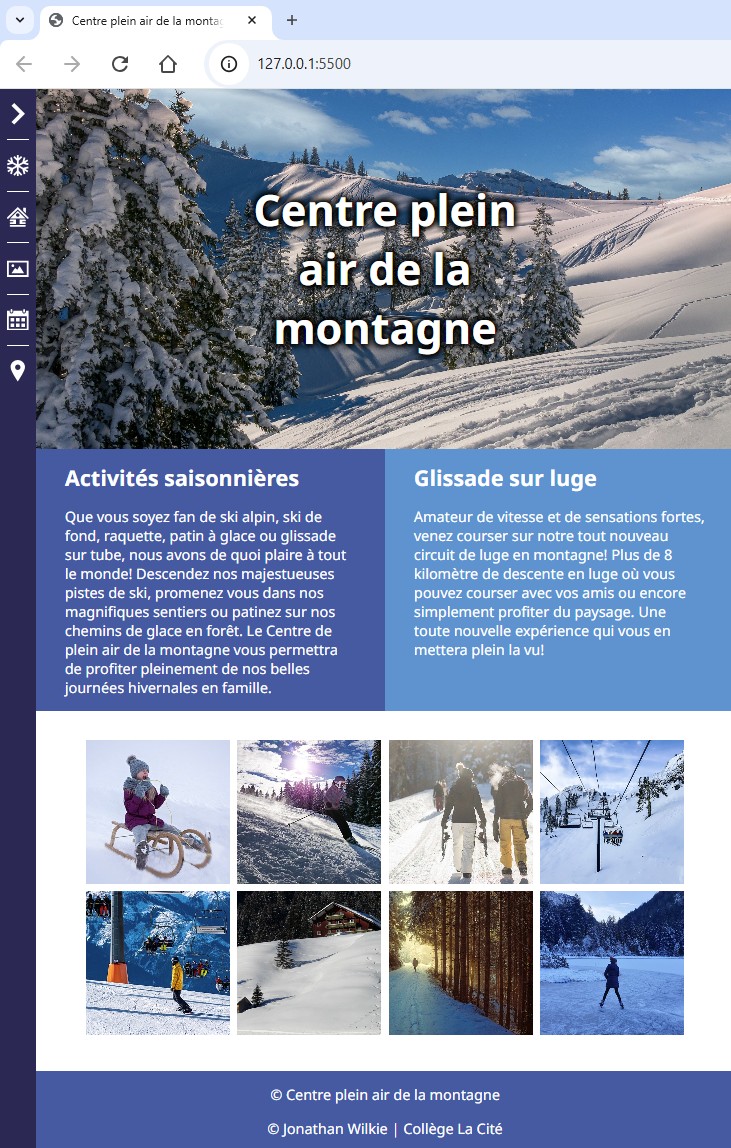 Centre plein air de la monta
127.0.0.1:5500
Centre plein
air de la
montagne
Activités saisonnières
Que vous soyez fan de ski alpin, ski de
fond, raquette, patin à glace ou glissade
sur tube, nous avons de quoi plaire à tout
le monde! Descendez nos majestueuses
pistes de ski, promenez vous dans nos
magnifiques sentiers ou patinez sur nos
chemins de glace en forêt. Le Centre de
plein air de la montagne vous permettra
de profiter pleinement de nos belles
journées hivernales en famille.
Glissade sur luge
Amateur de vitesse et de sensations fortes,
venez courser sur notre tout nouveau
circuit de luge en montagne! Plus de 8
kilomètre de descente en luge où vous
pouvez courser avec vos amis ou encore
simplement profiter du paysage. Une
toute nouvelle expérience qui vous en
mettera plein la vu!
© Centre plein air de la montagne
© Jonathan Wilkie | Collège La Cité